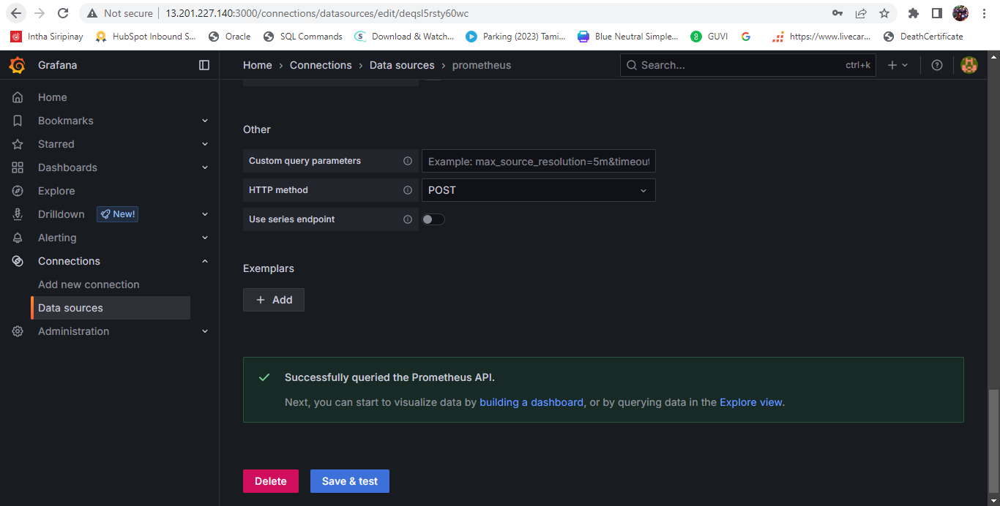 Not secure
13.201.227.140:3000/connections/datasources/edit/deqsl5rsty60wc
Intha Siripinay
HubSpot Inbound S...
Oracle
SQL Commands
Download & Watch...
Parking (2023) Tami...
Blue Neutral Simple...
GUVI
https://www.livecar...
DeathCertificate
Grafana
Home › Connections › Data sources › prometheus
Search...
ctrl+k
Home
Bookmarks
Starred
Dashboards
Explore
Drilldown
New!
Alerting
Connections
Add new connection
Data sources
Administration
Other
Custom query parameters
Example: max_source_resolution=5m&timeout
HTTP method
POST
Use series endpoint
Exemplars
+ Add
Successfully queried the Prometheus API.
Next, you can start to visualize data by building a dashboard, or by querying data in the Explore view.
Delete
Save & test